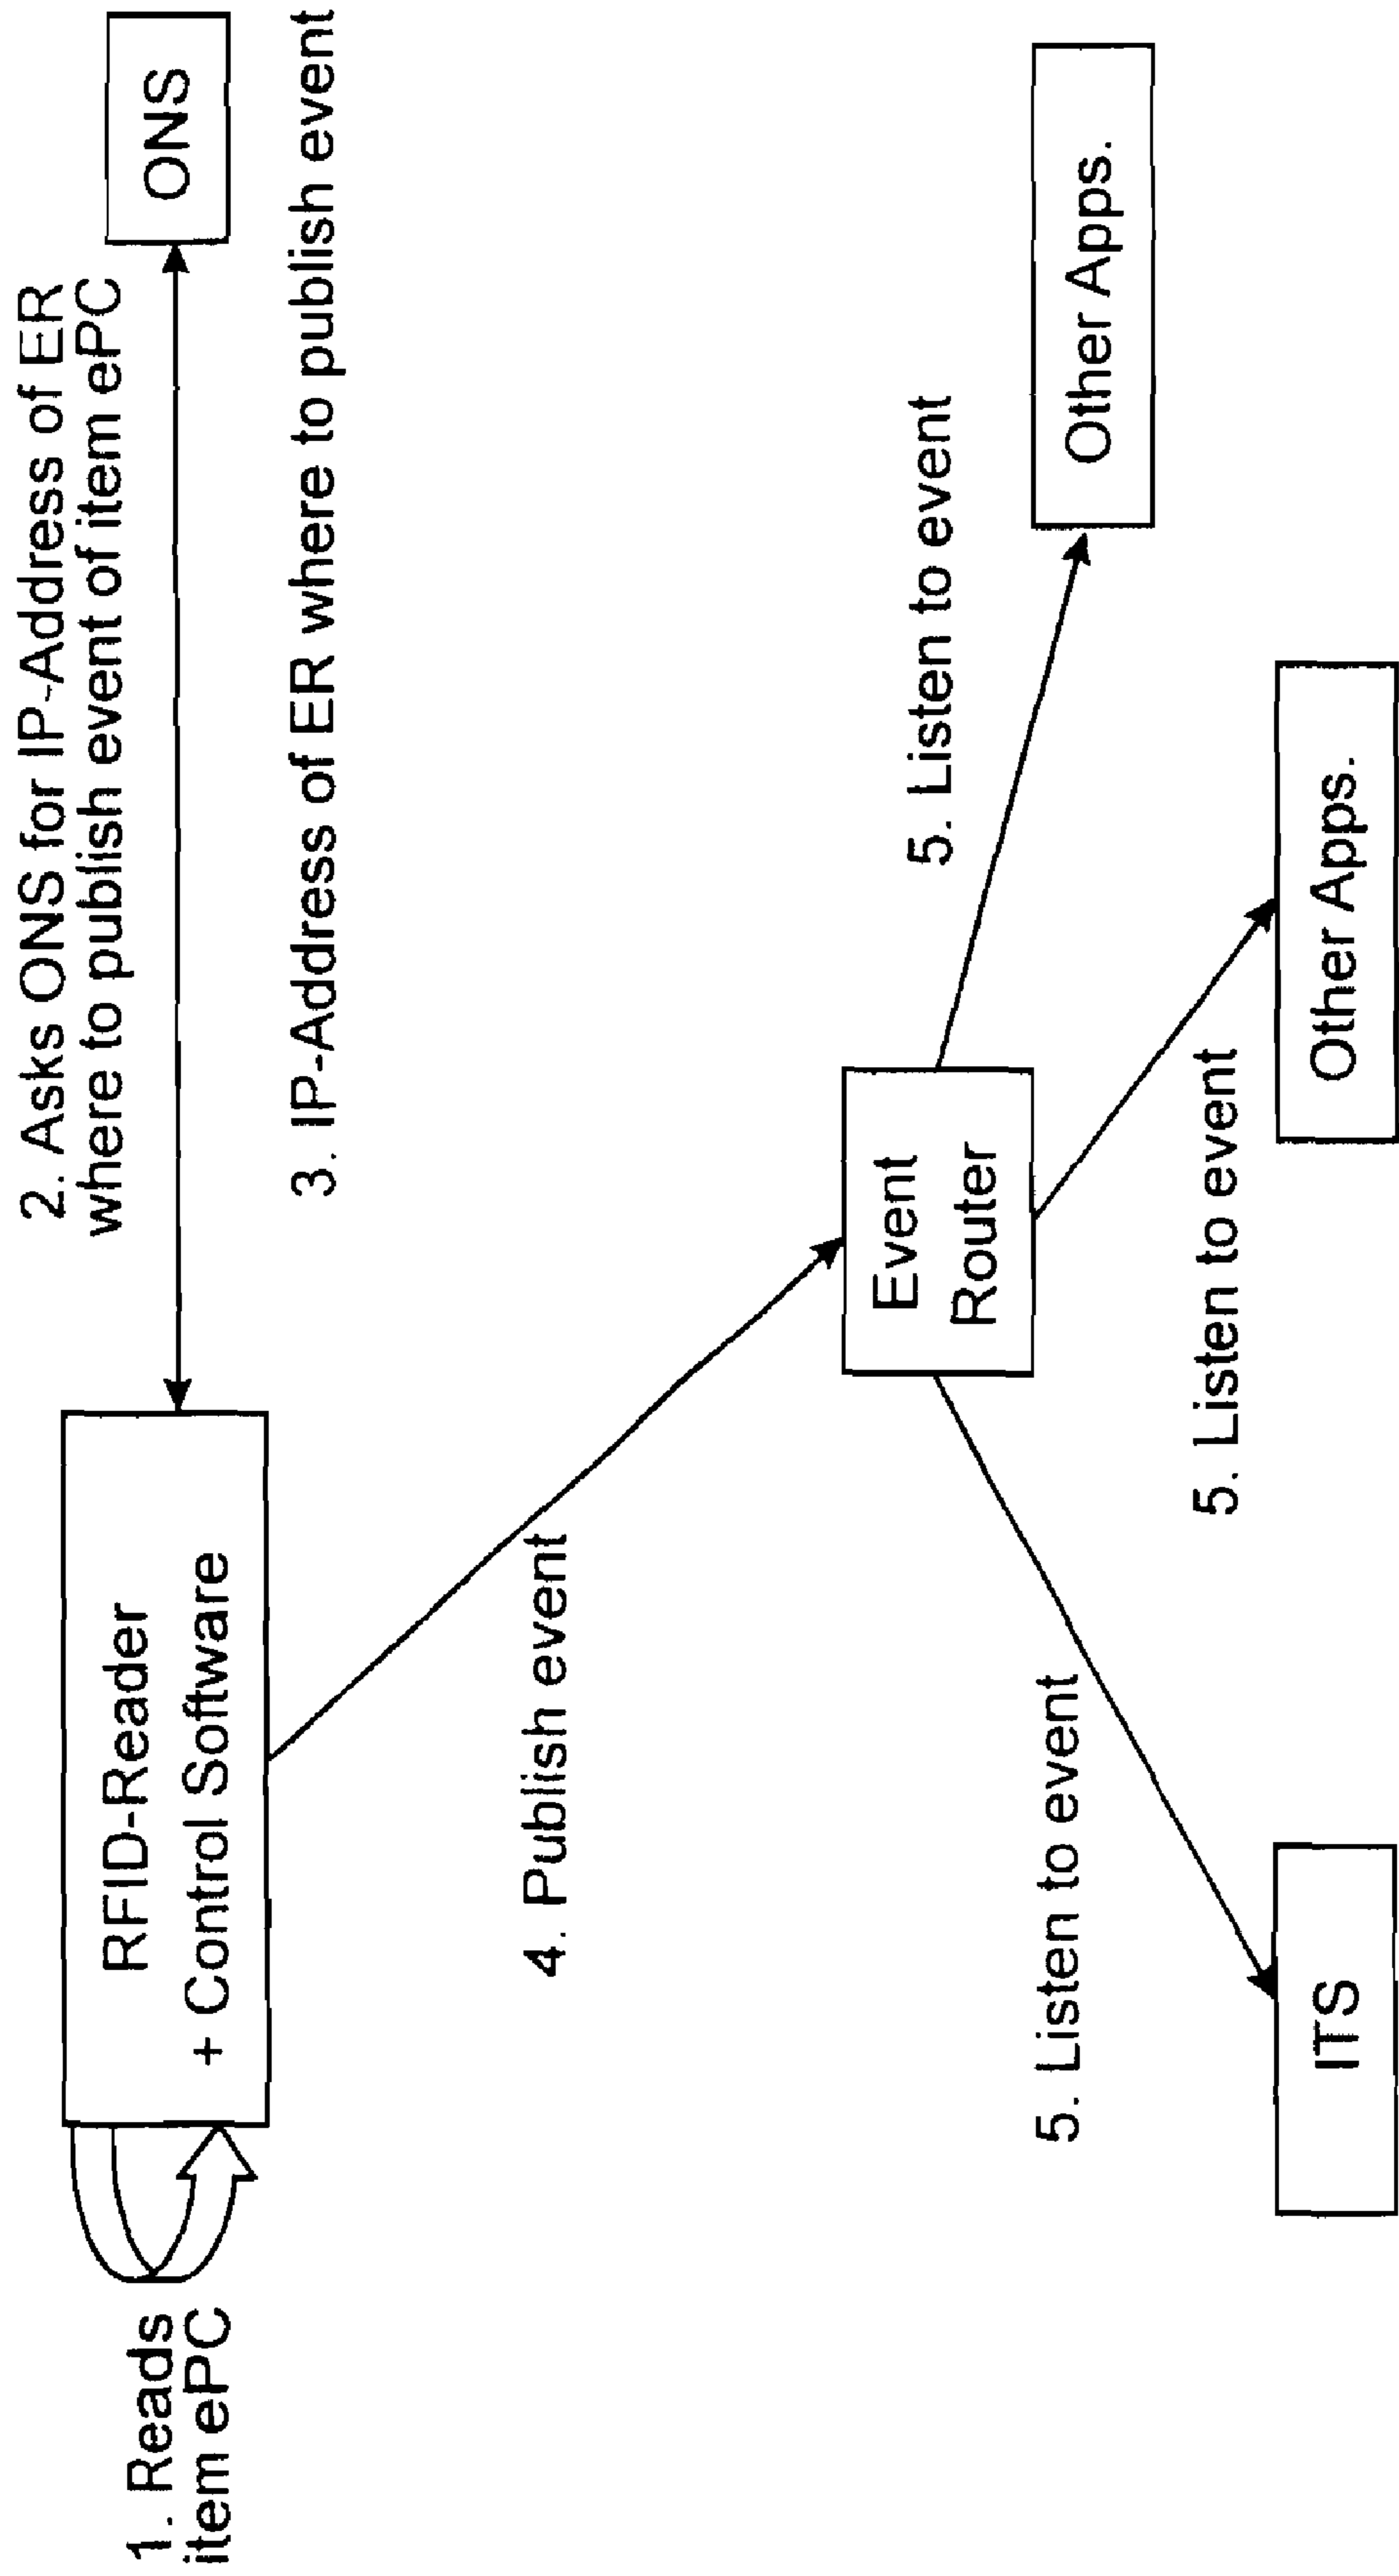 1. Reads
item ePC
RFID-Reader
+ Control Software
2. Asks ONS for IP-Address of ER
where to publish event of item ePC
ONS
3. IP-Address of ER where to publish event
4. Publish event
Event
Router
5. Listen to event
5. Listen to event
5. Listen to event
ITS
Other Apps.
Other Apps.